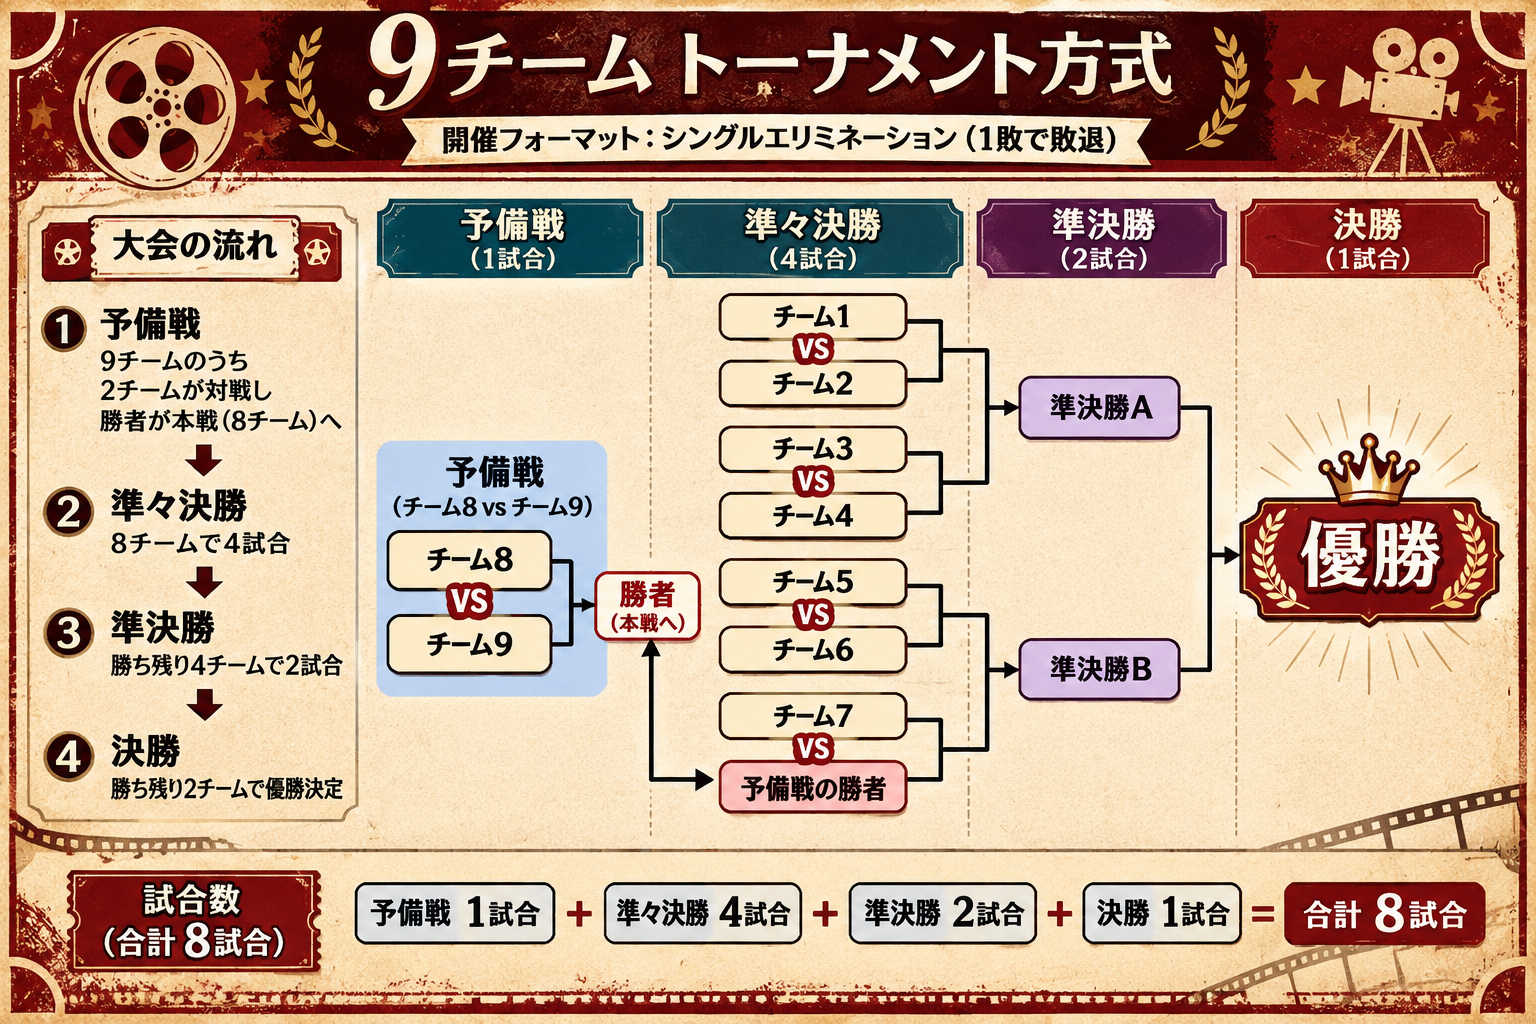 9チーム トーナメント方式
開催フォーマット：シングルエリミネーション（1敗で敗退）
大会の流れ
1 予備戦
9チームのうち
2チームが対戦し
勝者が本戦（8チーム）へ
2 準々決勝
8チームで4試合
3 準決勝
勝ち残り4チームで2試合
4 決勝
勝ち残り2チームで優勝決定
予備戦
（1試合）
予備戦
（チーム8 vs チーム9）
チーム8
VS
チーム9
勝者
（本戦へ）
準々決勝
（4試合）
チーム1
VS
チーム2
チーム3
VS
チーム4
チーム5
VS
チーム6
チーム7
VS
予備戦の勝者
準決勝
（2試合）
準決勝A
準決勝B
決勝
（1試合）
優勝
試合数
（合計 8試合）
予備戦 1試合 + 準々決勝 4試合 + 準決勝 2試合 + 決勝 1試合 = 合計 8試合